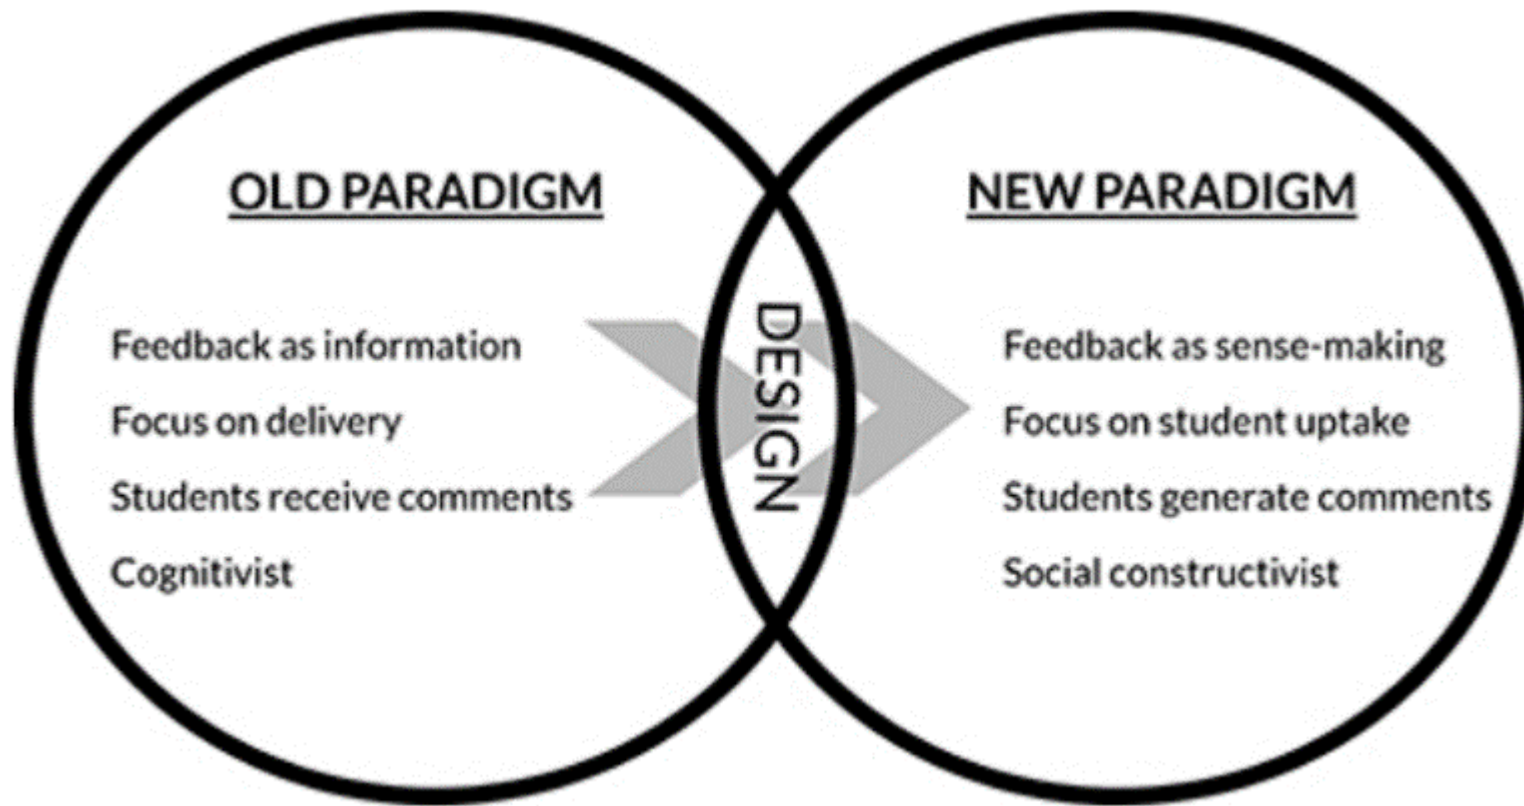 OLD PARADIGM
Feedback as information
Focus on delivery
Students receive comments
Cognitivist
DESIGN
NEW PARADIGM
Feedback as sense-making
Focus on student uptake
Students generate comments
Social constructivist